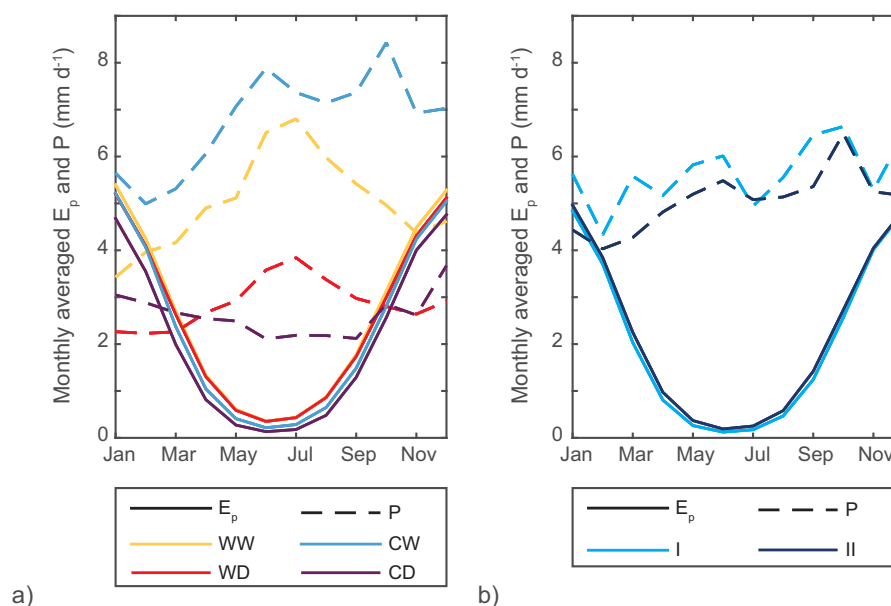 Monthly averaged Ep and P (mm d-1)
8
6
4
2
0
Jan Mar May Jul Sep Nov
Ep P
WW CW
WD CD
a)
Monthly averaged Ep and P (mm d-1)
8
6
4
2
0
Jan Mar May Jul Sep Nov
Ep P
I II
b)